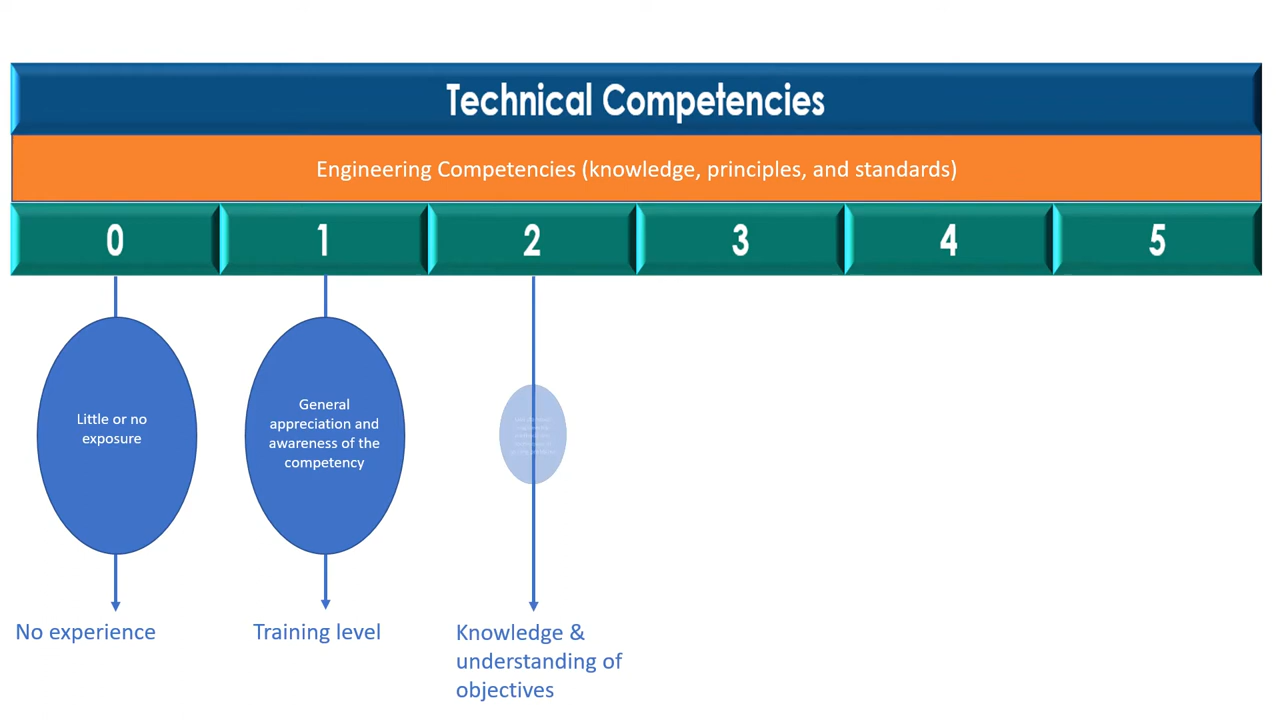 Technical Competencies
Engineering Competencies (knowledge, principles, and standards)
0 1 2 3 4 5
Little or no
exposure
General
appreciation and
awareness of the
competency
No experience
Training level
Knowledge &
understanding of
objectives